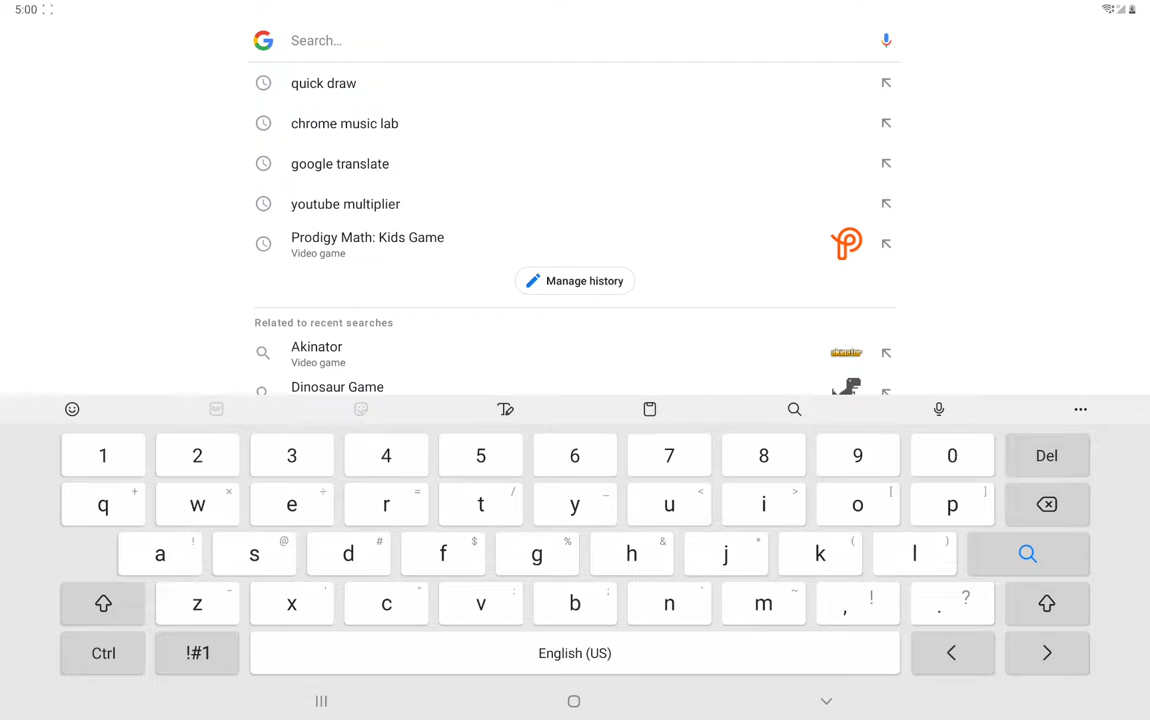 5:00
Search...
quick draw
chrome music lab
google translate
youtube multiplier
Prodigy Math: Kids Game
Video game
Manage history
Related to recent searches
Akinator
Video game
Dinosaur Game
GIF
1 2 3 4 5 6 7 8 9 0 Del
q + w × e ÷ r = t / y _ u < i > o [ p ]
a ! s @ d # f $ g % h & j * k ( l )
z - x ' c " v : b ; n ` m ~ , ! . ?
Ctrl !#1 English (US) < >